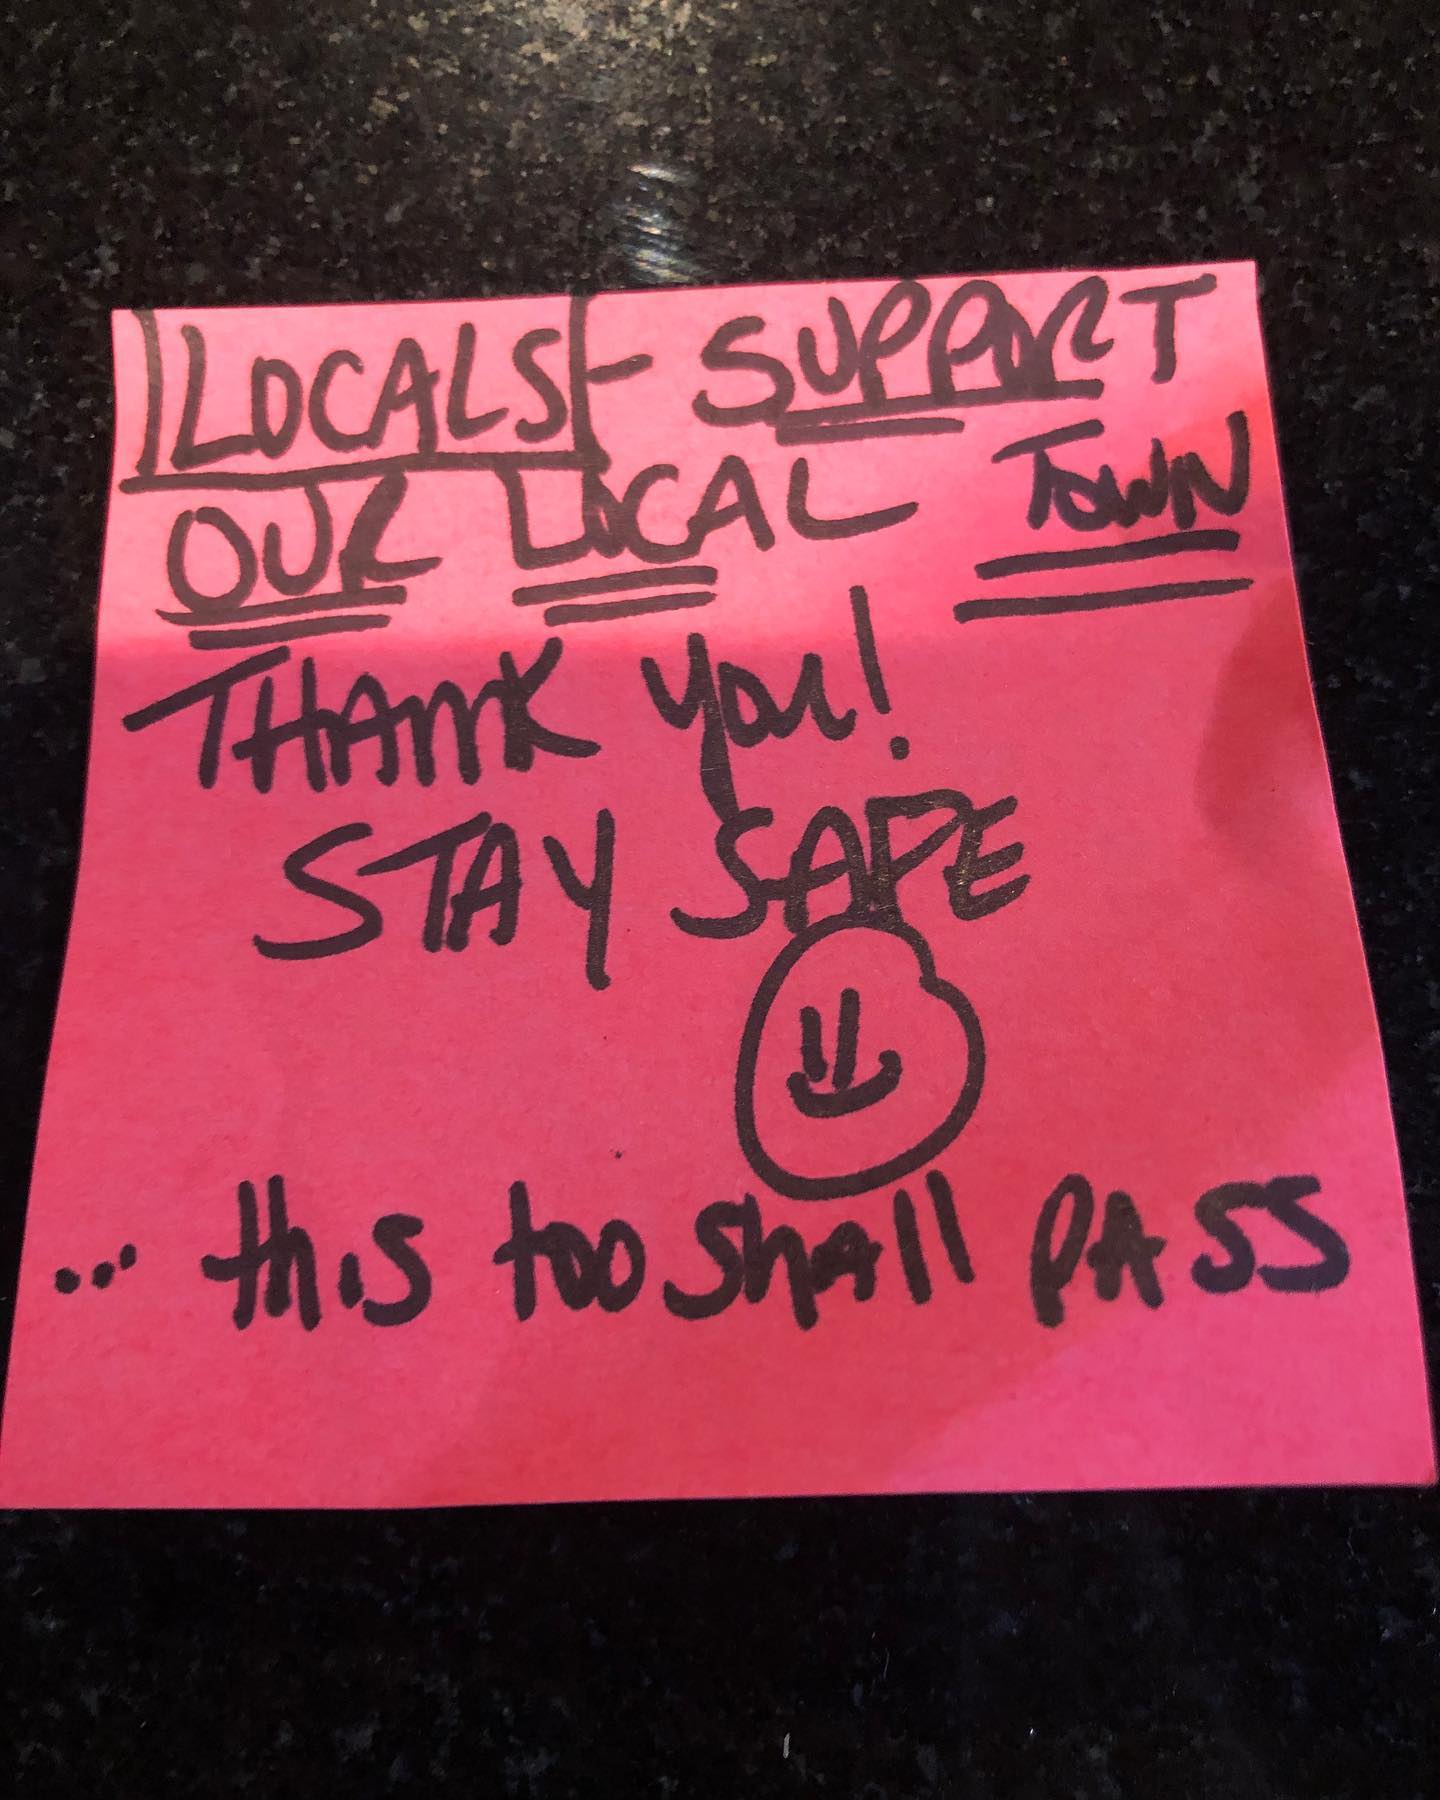 LOCALS - SUPPORT
OUR LOCAL TOWN
THANK you!
STAY SAFE
... this too shall PASS